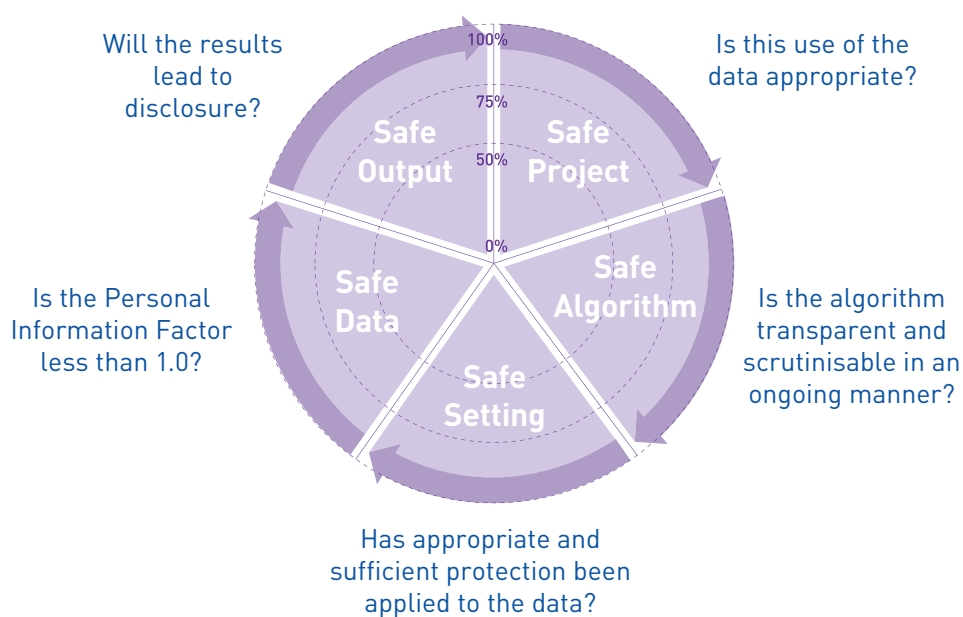 Will the results
lead to
disclosure?
Is this use of the
data appropriate?
100%
75%
50%
0%
Safe
Output
Safe
Project
Safe
Algorithm
Safe
Data
Safe
Setting
Is the Personal
Information Factor
less than 1.0?
Is the algorithm
transparent and
scrutinisable in an
ongoing manner?
Has appropriate and
sufficient protection been
applied to the data?